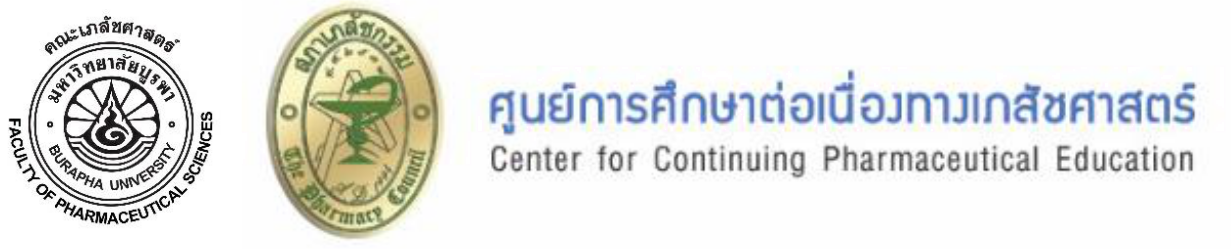 คณะเภสัชศาสตร์
มหาวิทยาลัยบูรพา
BURAPHA UNIVERSITY
FACULTY OF PHARMACEUTICAL SCIENCES
สภาเภสัชกรรม
The Pharmacy Council
ศูนย์การศึกษาต่อเนื่องทางเภสัชศาสตร์
Center for Continuing Pharmaceutical Education